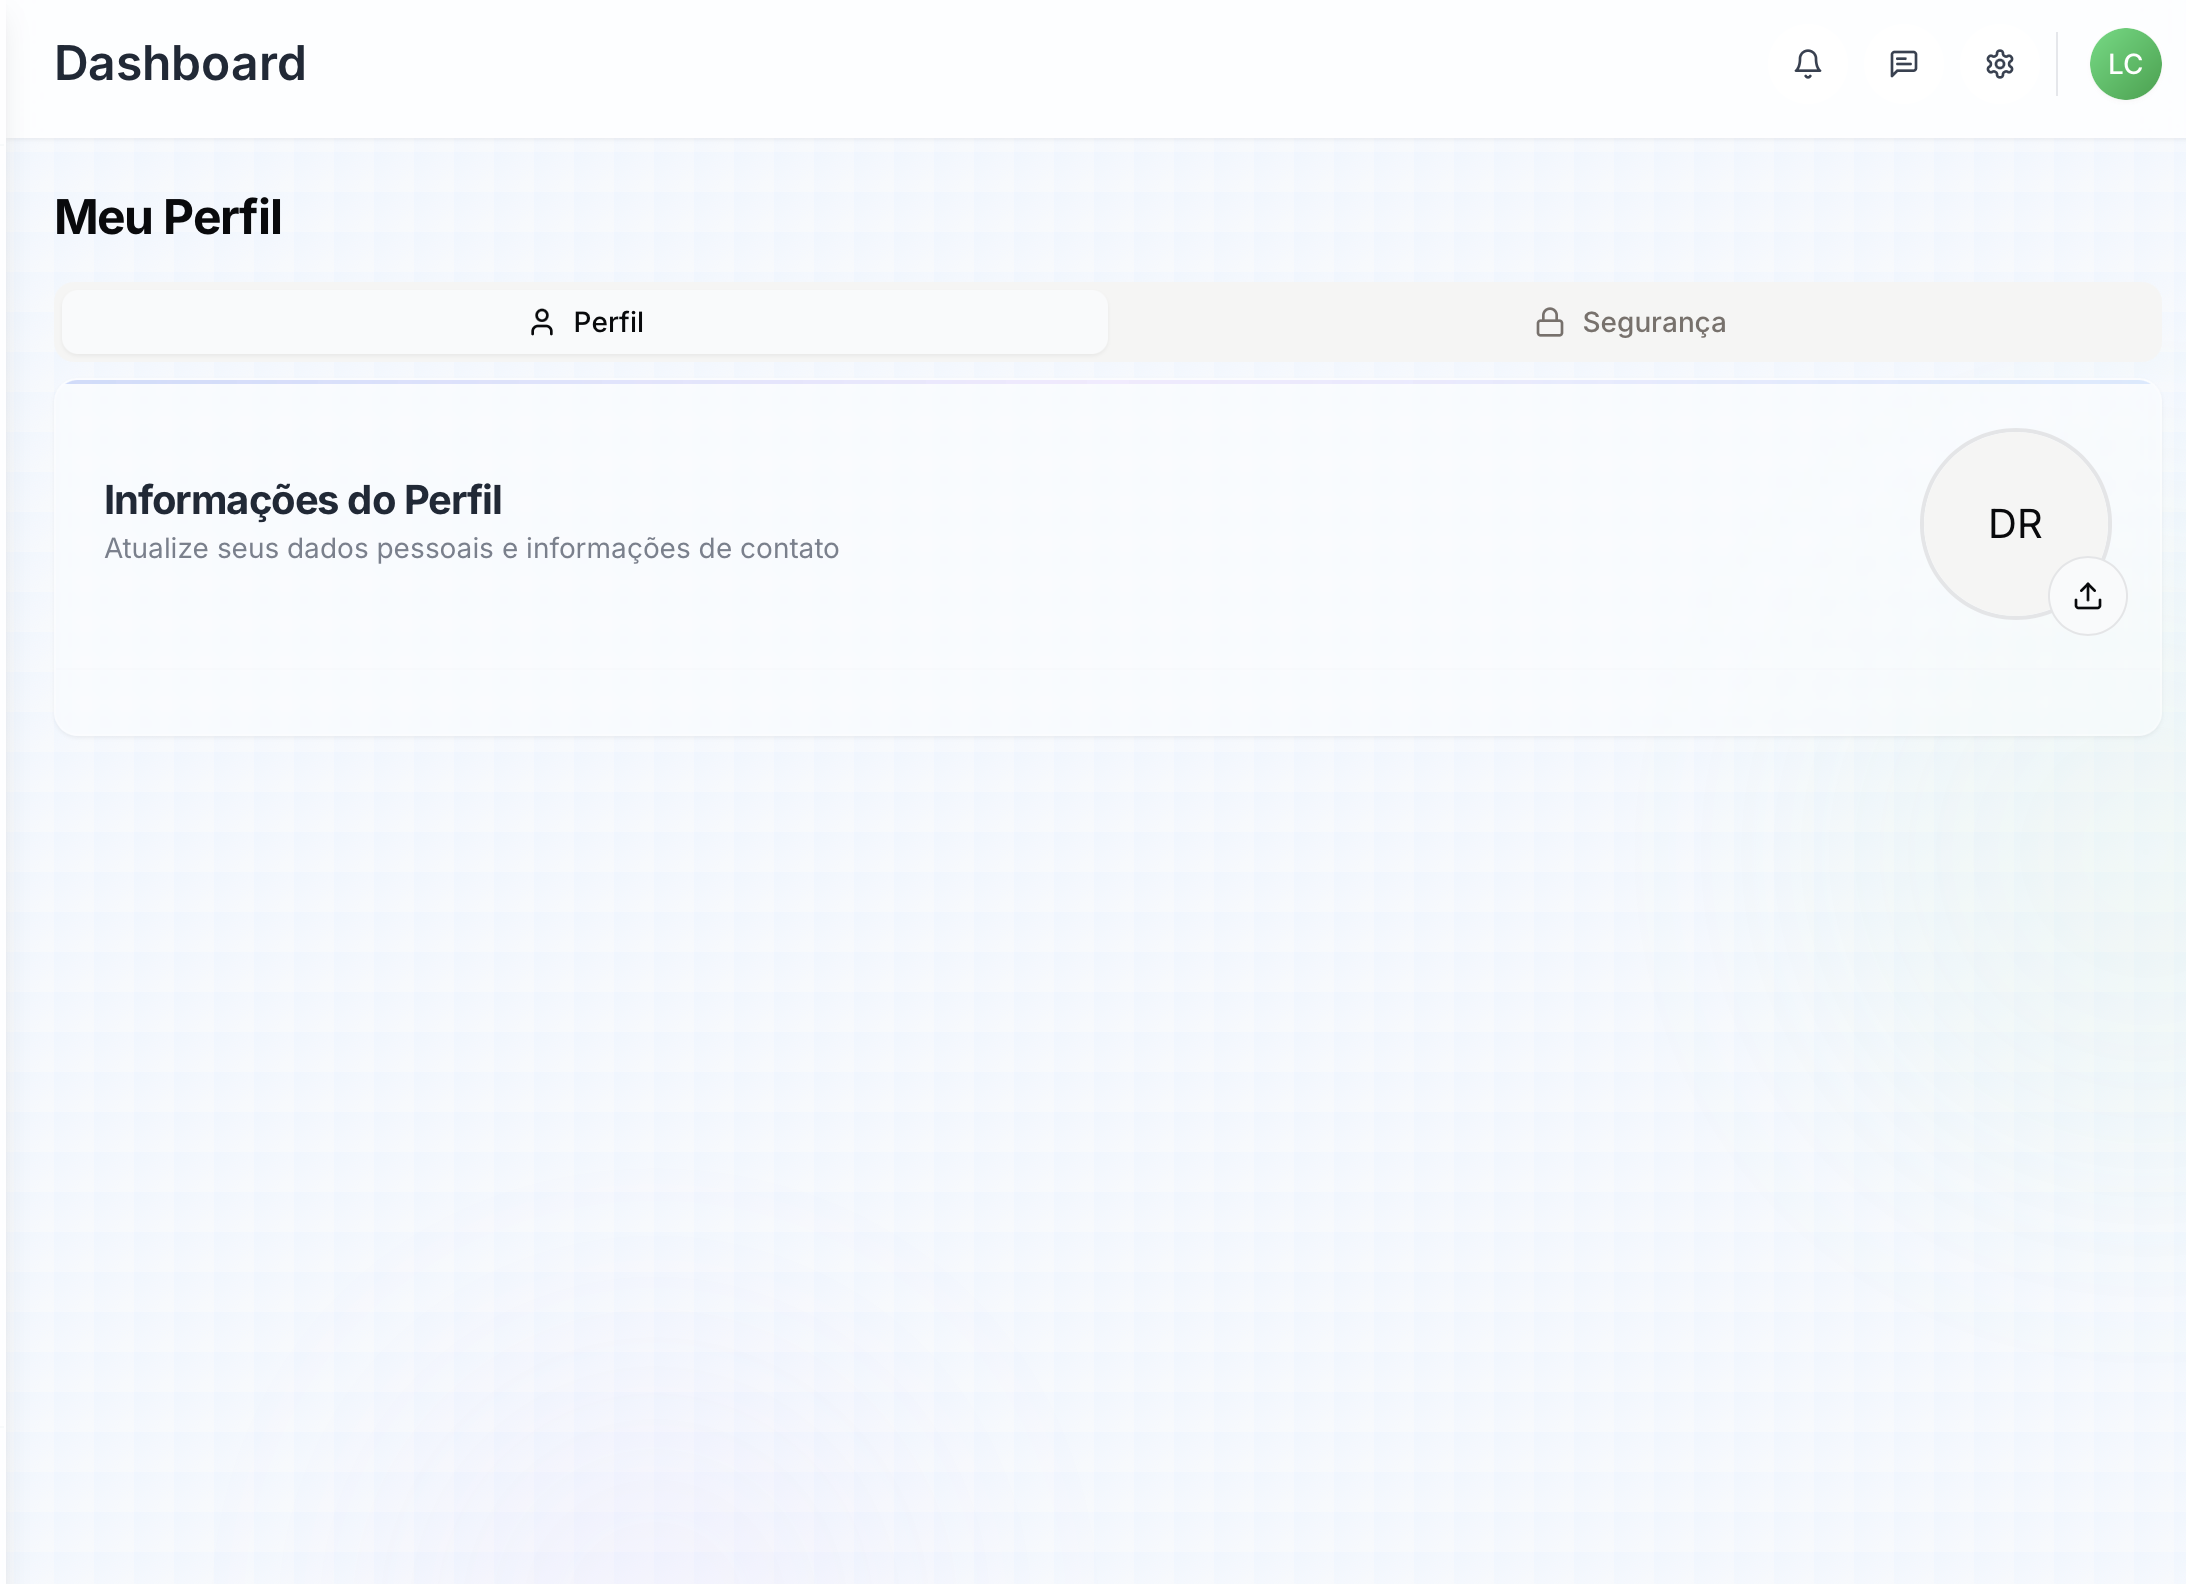 Dashboard
LC
Meu Perfil
Perfil
Segurança
Informações do Perfil
Atualize seus dados pessoais e informações de contato
DR